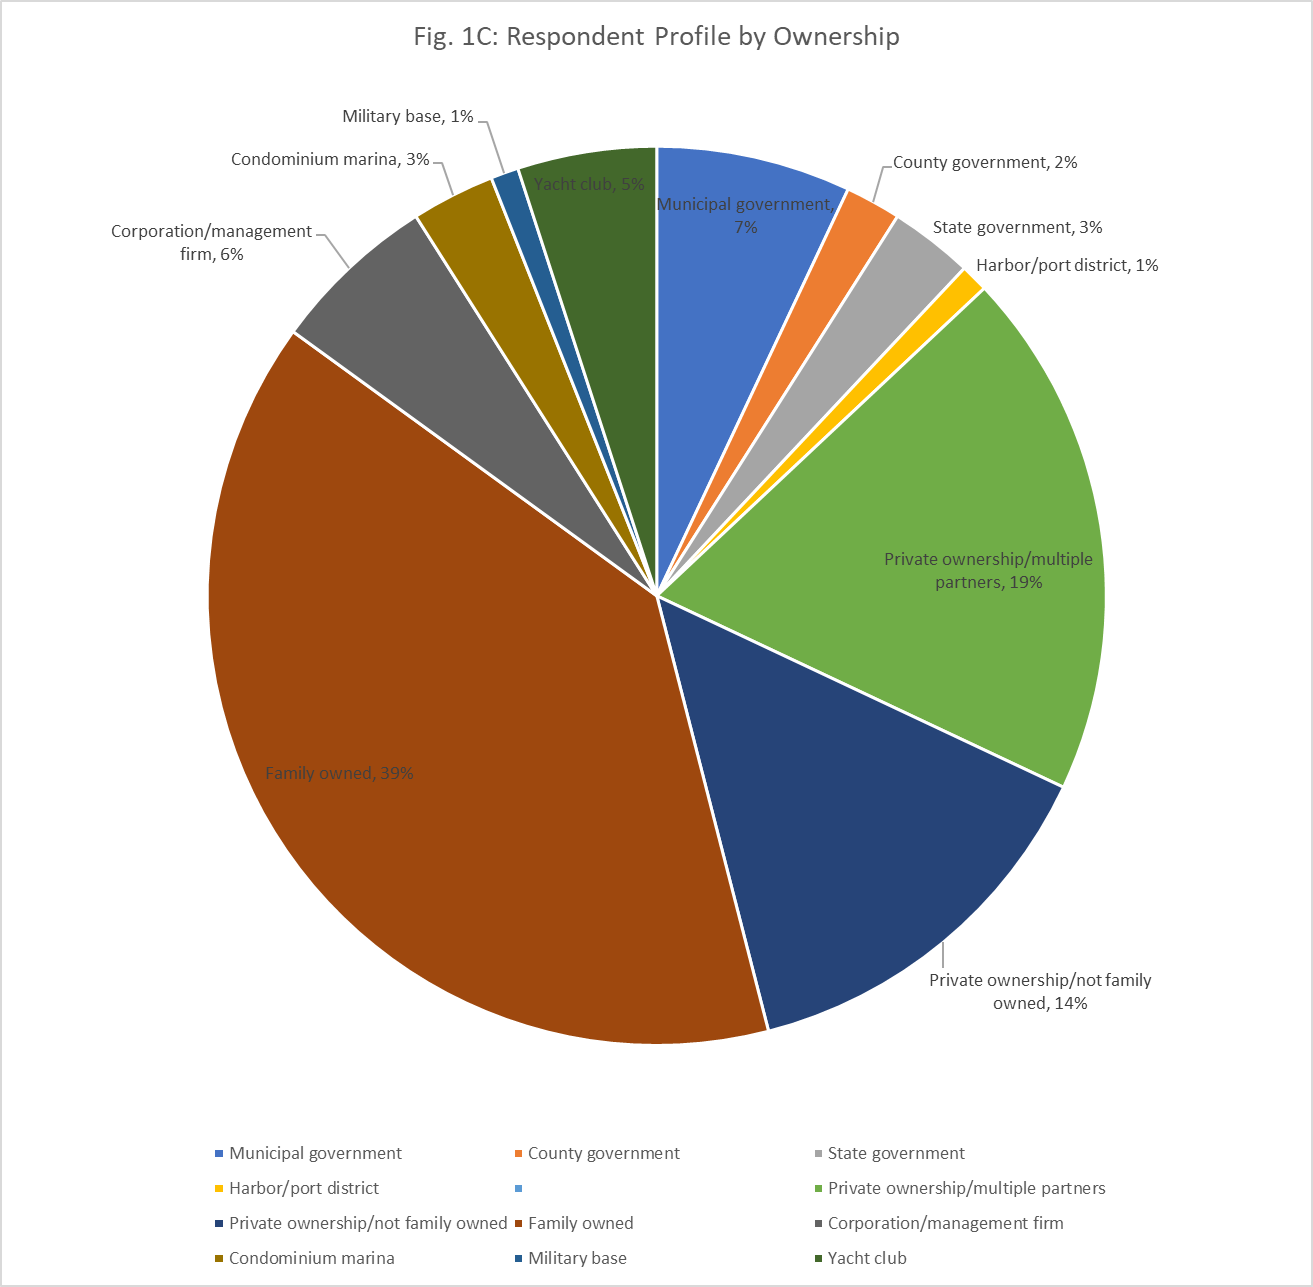 Fig. 1C: Respondent Profile by Ownership
Military base, 1%
Condominium marina, 3%
Corporation/management
firm, 6%
Yacht club, 5%
Municipal government,
7%
County government, 2%
State government, 3%
Harbor/port district, 1%
Private ownership/multiple
partners, 19%
Family owned, 39%
Private ownership/not family
owned, 14%
Municipal government
County government
State government
Harbor/port district
Private ownership/multiple partners
Private ownership/not family owned
Family owned
Corporation/management firm
Condominium marina
Military base
Yacht club